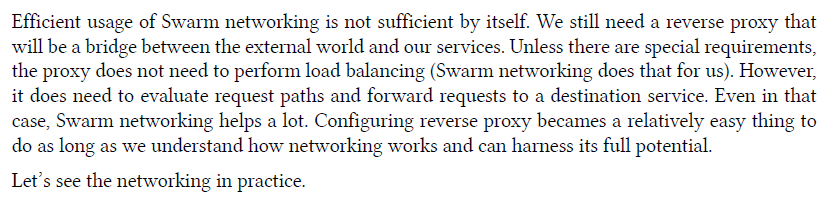 Efficient usage of Swarm networking is not sufficient by itself. We still need a reverse proxy that
will be a bridge between the external world and our services. Unless there are special requirements,
the proxy does not need to perform load balancing (Swarm networking does that for us). However,
it does need to evaluate request paths and forward requests to a destination service. Even in that
case, Swarm networking helps a lot. Configuring reverse proxy becames a relatively easy thing to
do as long as we understand how networking works and can harness its full potential.
Let’s see the networking in practice.